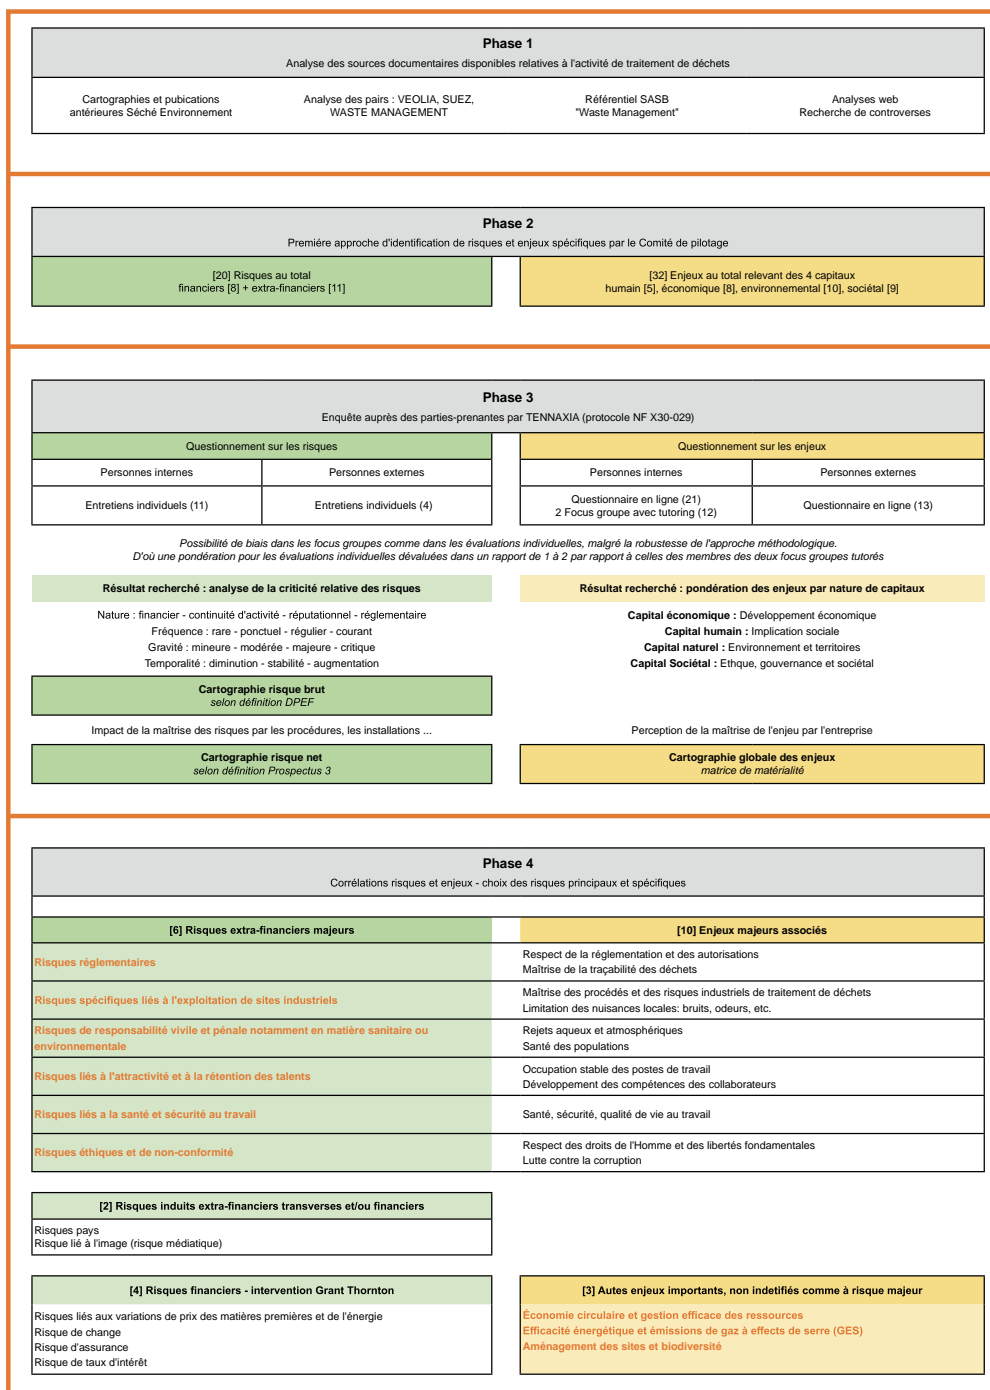 Phase 1
Analyse des sources documentaires disponibles relatives à l'activité de traitement de déchets
Cartographies et pubications
antérieures Séché Environnement
Analyse des pairs : VEOLIA, SUEZ,
WASTE MANAGEMENT
Référentiel SASB
"Waste Management"
Analyses web
Recherche de controverses
Phase 2
Premiére approche d'identification de risques et enjeux spécifiques par le Comité de pilotage
[20] Risques au total
financiers [8] + extra-financiers [11]
[32] Enjeux au total relevant des 4 capitaux
humain [5], économique [8], environnemental [10], sociétal [9]
Phase 3
Enquête auprès des parties-prenantes par TENNAXIA (protocole NF X30-029)
Questionnement sur les risques
Questionnement sur les enjeux
Personnes internes
Personnes externes
Personnes internes
Personnes externes
Entretiens individuels (11)
Entretiens individuels (4)
Questionnaire en ligne (21)
2 Focus groupe avec tutoring (12)
Questionnaire en ligne (13)
Possibilité de biais dans les focus groupes comme dans les évaluations individuelles, malgré la robustesse de l'approche méthodologique.
D'où une pondération pour les évaluations individuelles dévaluées dans un rapport de 1 à 2 par rapport à celles des membres des deux focus groupes tutorés
Résultat recherché : analyse de la criticité relative des risques
Résultat recherché : pondération des enjeux par nature de capitaux
Nature : financier - continuité d'activité - réputationnel - réglementaire
Fréquence : rare - ponctuel - régulier - courant
Gravité : mineure - modérée - majeure - critique
Temporalité : diminution - stabilité - augmentation
Capital économique : Développement économique
Capital humain : Implication sociale
Capital naturel : Environnement et territoires
Capital Sociétal : Ethque, gouvernance et sociétal
Cartographie risque brut
selon définition DPEF
Impact de la maîtrise des risques par les procédures, les installations ...
Perception de la maîtrise de l'enjeu par l'entreprise
Cartographie risque net
selon définition Prospectus 3
Cartographie globale des enjeux
matrice de matérialité
Phase 4
Corrélations risques et enjeux - choix des risques principaux et spécifiques
[6] Risques extra-financiers majeurs
[10] Enjeux majeurs associés
Risques réglementaires
Respect de la réglementation et des autorisations
Maîtrise de la traçabilité des déchets
Risques spécifiques liés à l'exploitation de sites industriels
Maîtrise des procédés et des risques industriels de traitement de déchets
Limitation des nuisances locales: bruits, odeurs, etc.
Risques de responsabilité vivile et pénale notamment en matière sanitaire ou
environnementale
Rejets aqueux et atmosphériques
Santé des populations
Risques liés à l'attractivité et à la rétention des talents
Occupation stable des postes de travail
Développement des compétences des collaborateurs
Risques liés a la santé et sécurité au travail
Santé, sécurité, qualité de vie au travail
Risques éthiques et de non-conformité
Respect des droits de l'Homme et des libertés fondamentales
Lutte contre la corruption
[2] Risques induits extra-financiers transverses et/ou financiers
Risques pays
Risque lié à l'image (risque médiatique)
[4] Risques financiers - intervention Grant Thornton
Risques liés aux variations de prix des matières premières et de l'énergie
Risque de change
Risque d'assurance
Risque de taux d'intérêt
[3] Autes enjeux importants, non indetifiés comme à risque majeur
Économie circulaire et gestion efficace des ressources
Efficacité énergétique et émissions de gaz à effects de serre (GES)
Aménagement des sites et biodiversité